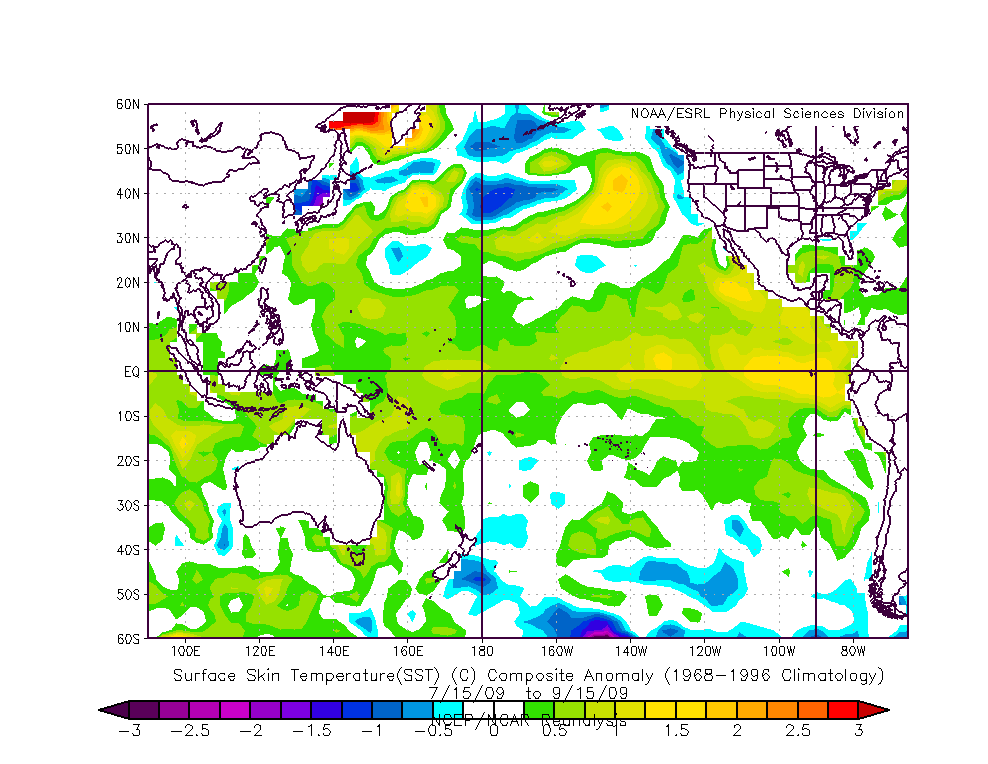 NOAA/ESRL Physical Sciences Division
60N
50N
40N
30N
20N
10N
EQ
10S
20S
30S
40S
50S
60S
100E 120E 140E 160E 180 160W 140W 120W 100W 80W
Surface Skin Temperature(SST) (C) Composite Anomaly (1968-1996 Climatology)
7/15/09 to 9/15/09
NCEP/NCAR Reanalysis
-3 -2.5 -2 -1.5 -1 -0.5 0 0.5 1 1.5 2 2.5 3